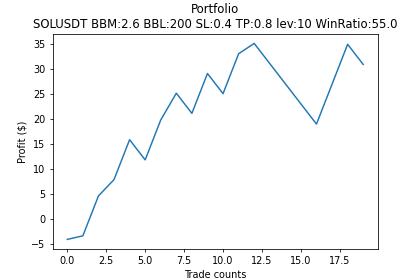 Portfolio
SOLUSDT BBM:2.6 BBL:200 SL:0.4 TP:0.8 lev:10 WinRatio:55.0
35
30
25
20
15
10
5
0
−5
Profit ($)
0.0 2.5 5.0 7.5 10.0 12.5 15.0 17.5
Trade counts